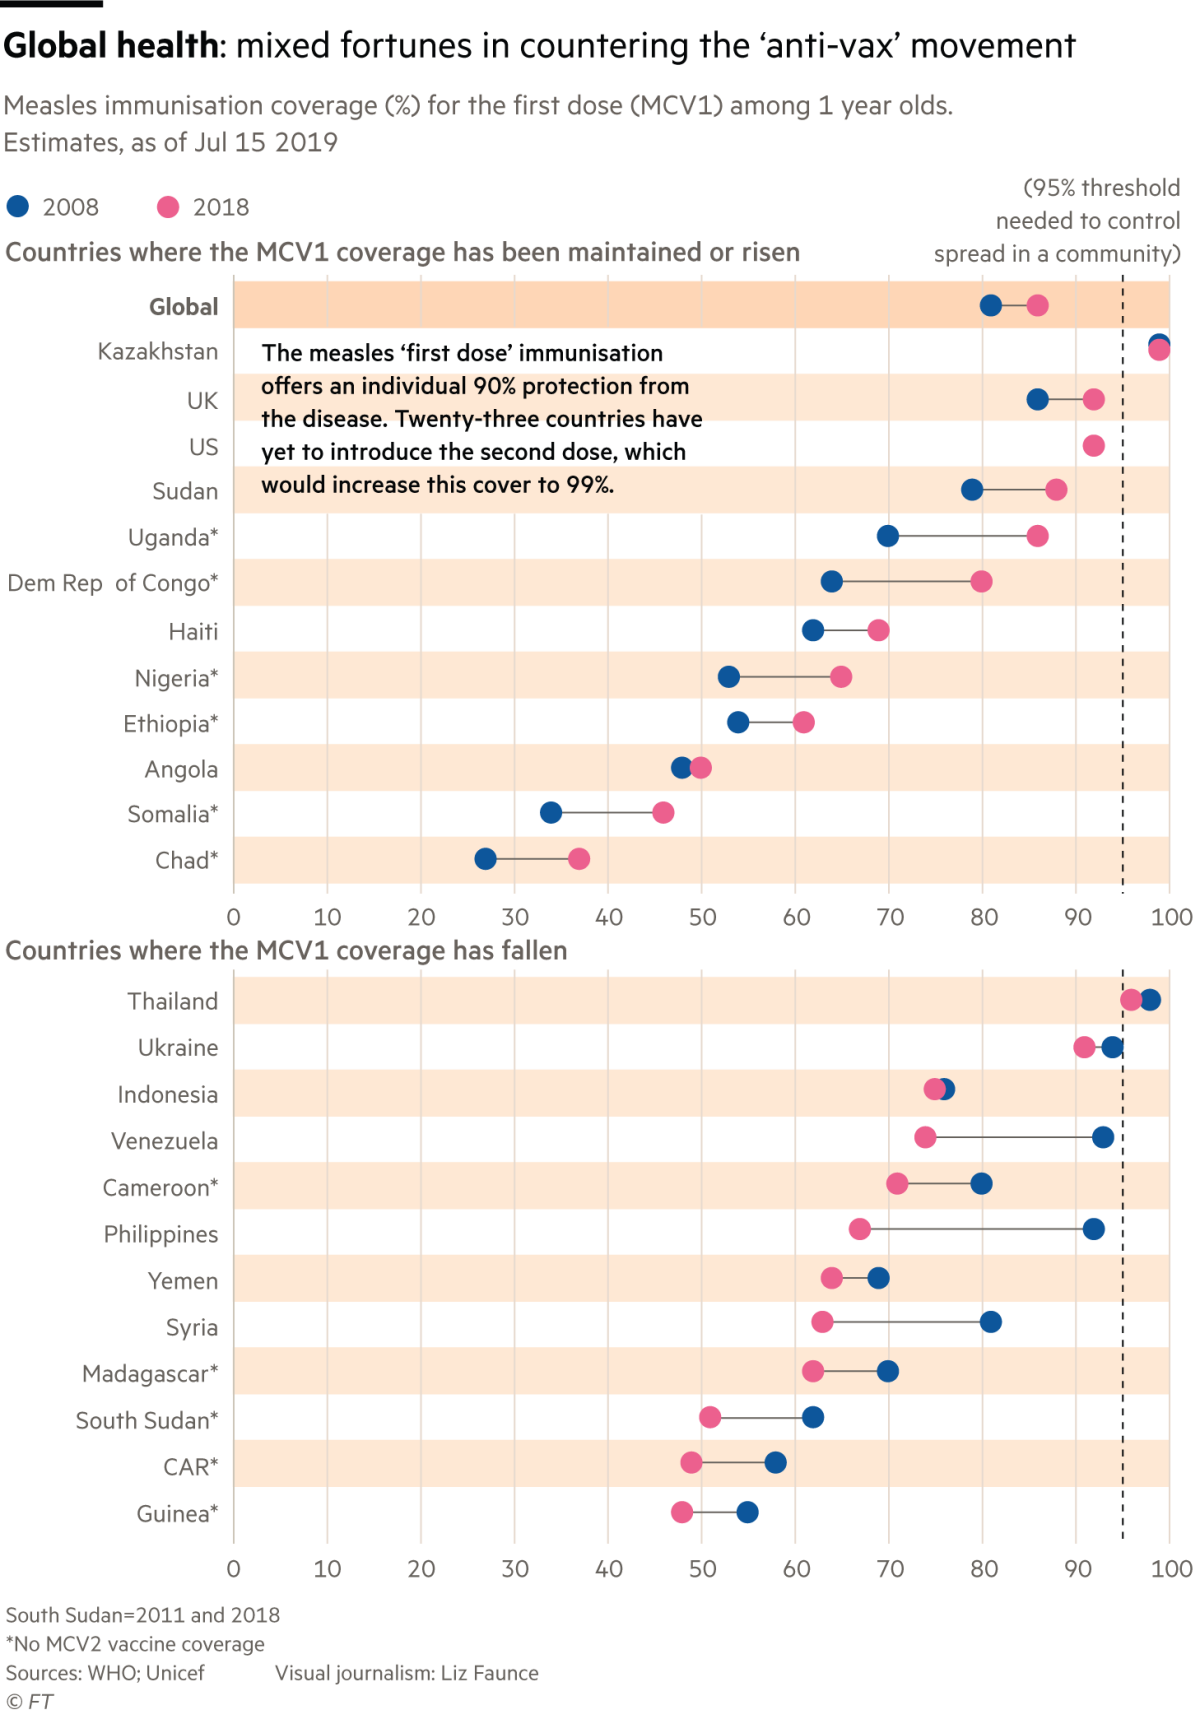 Global health: mixed fortunes in countering the ‘anti-vax’ movement
Measles immunisation coverage (%) for the first dose (MCV1) among 1 year olds.
Estimates, as of Jul 15 2019
2008
2018
(95% threshold
needed to control
spread in a community)
Countries where the MCV1 coverage has been maintained or risen
Global
Kazakhstan
UK
US
Sudan
Uganda*
Dem Rep of Congo*
Haiti
Nigeria*
Ethiopia*
Angola
Somalia*
Chad*
The measles ‘first dose’ immunisation
offers an individual 90% protection from
the disease. Twenty-three countries have
yet to introduce the second dose, which
would increase this cover to 99%.
0 10 20 30 40 50 60 70 80 90 100
Countries where the MCV1 coverage has fallen
Thailand
Ukraine
Indonesia
Venezuela
Cameroon*
Philippines
Yemen
Syria
Madagascar*
South Sudan*
CAR*
Guinea*
0 10 20 30 40 50 60 70 80 90 100
South Sudan=2011 and 2018
*No MCV2 vaccine coverage
Sources: WHO; Unicef Visual journalism: Liz Faunce
© FT